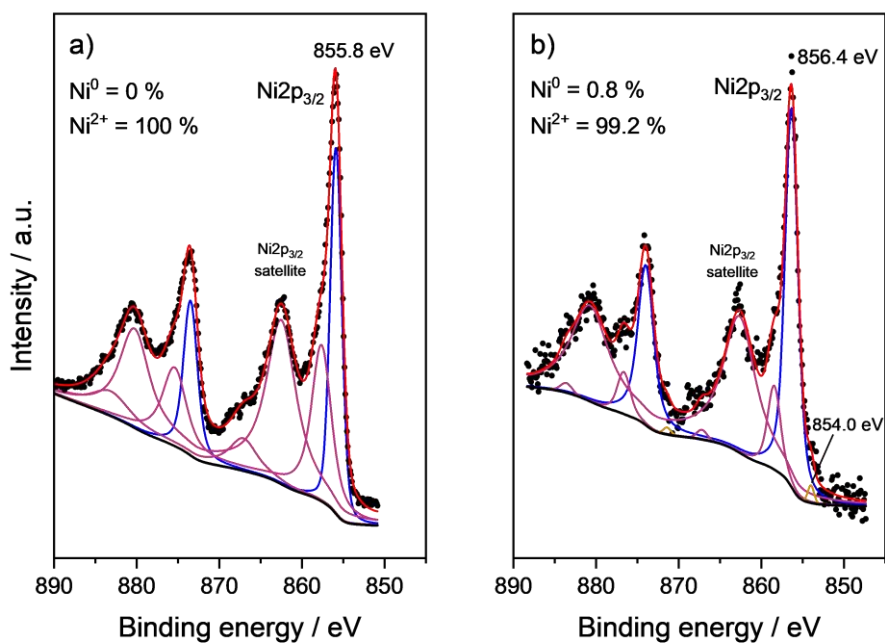 a)
855.8 eV
Ni⁰ = 0 %
Ni2p₃/₂
Ni²⁺ = 100 %
Ni2p₃/₂
satellite
Intensity / a.u.
890 880 870 860 850
Binding energy / eV
b)
856.4 eV
Ni⁰ = 0.8 %
Ni2p₃/₂
Ni²⁺ = 99.2 %
Ni2p₃/₂
satellite
854.0 eV
890 880 870 860 850
Binding energy / eV